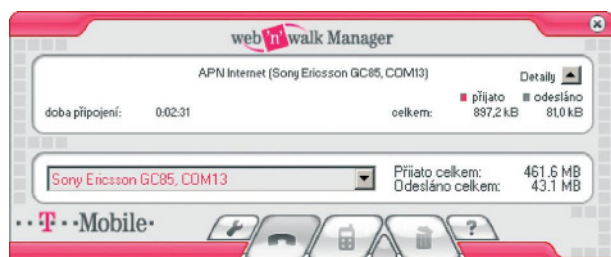 web'n'walk Manager
APN Internet (Sony Ericsson GC85, COM13)
Detaily
přijato odesláno
doba připojení: 0:02:31 celkem: 897,2 kB 81,0 kB
Sony Ericsson GC85, COM13
Přijato celkem: 461.6 MB
Odesláno celkem: 43.1 MB
T-Mobile
?